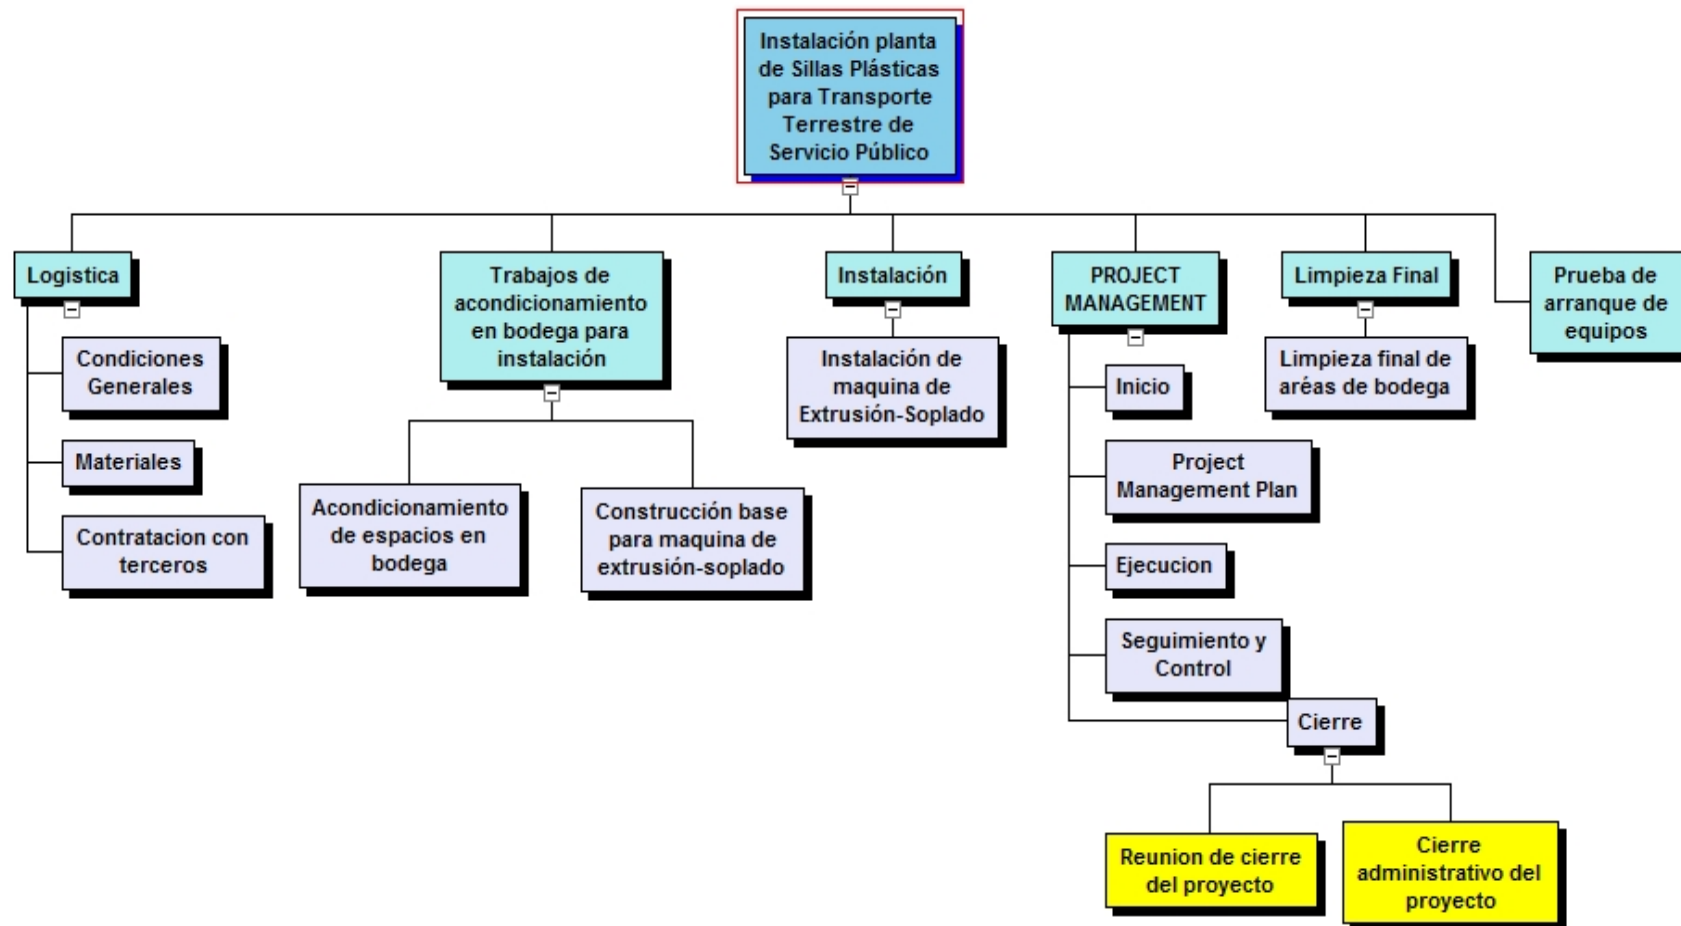 Instalación planta
de Sillas Plásticas
para Transporte
Terrestre de
Servicio Público
Logistica
Condiciones
Generales
Materiales
Contratacion con
terceros
Trabajos de
acondicionamiento
en bodega para
instalación
Acondicionamiento
de espacios en
bodega
Construcción base
para maquina de
extrusión-soplado
Instalación
Instalación de
maquina de
Extrusión-Soplado
PROJECT
MANAGEMENT
Inicio
Project
Management Plan
Ejecucion
Seguimiento y
Control
Cierre
Reunion de cierre
del proyecto
Cierre
administrativo del
proyecto
Limpieza Final
Limpieza final de
aréas de bodega
Prueba de
arranque de
equipos